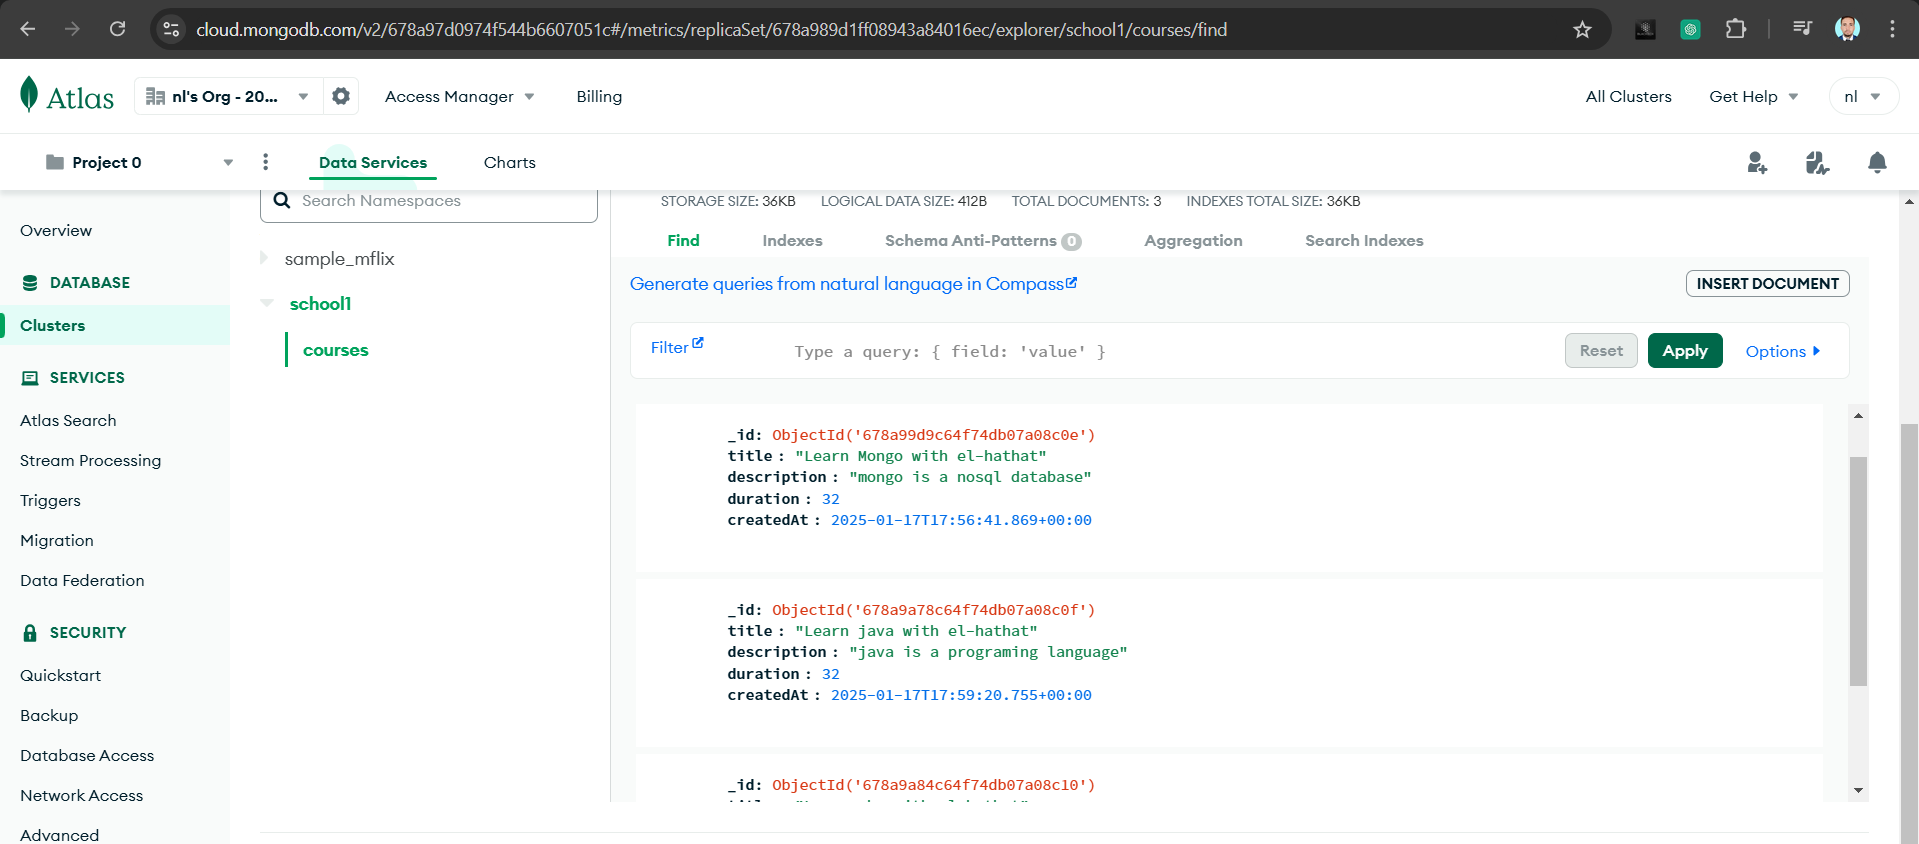 cloud.mongodb.com/v2/678a97d0974f544b6607051c#/metrics/replicaSet/678a989d1ff08943a84016ec/explorer/school1/courses/find
Atlas
nl's Org - 20...
Access Manager
Billing
All Clusters
Get Help
nl
Project 0
Data Services
Charts
Overview
DATABASE
Clusters
SERVICES
Atlas Search
Stream Processing
Triggers
Migration
Data Federation
SECURITY
Quickstart
Backup
Database Access
Network Access
Advanced
Search Namespaces
sample_mflix
school1
courses
STORAGE SIZE: 36KB LOGICAL DATA SIZE: 412B TOTAL DOCUMENTS: 3 INDEXES TOTAL SIZE: 36KB
Find Indexes Schema Anti-Patterns 0 Aggregation Search Indexes
Generate queries from natural language in Compass
INSERT DOCUMENT
Filter
Type a query: { field: 'value' }
Reset
Apply
Options
_id: ObjectId('678a99d9c64f74db07a08c0e')
title : "Learn Mongo with el-hathat"
description : "mongo is a nosql database"
duration : 32
createdAt : 2025-01-17T17:56:41.869+00:00
_id: ObjectId('678a9a78c64f74db07a08c0f')
title : "Learn java with el-hathat"
description : "java is a programing language"
duration : 32
createdAt : 2025-01-17T17:59:20.755+00:00
_id: ObjectId('678a9a84c64f74db07a08c10')